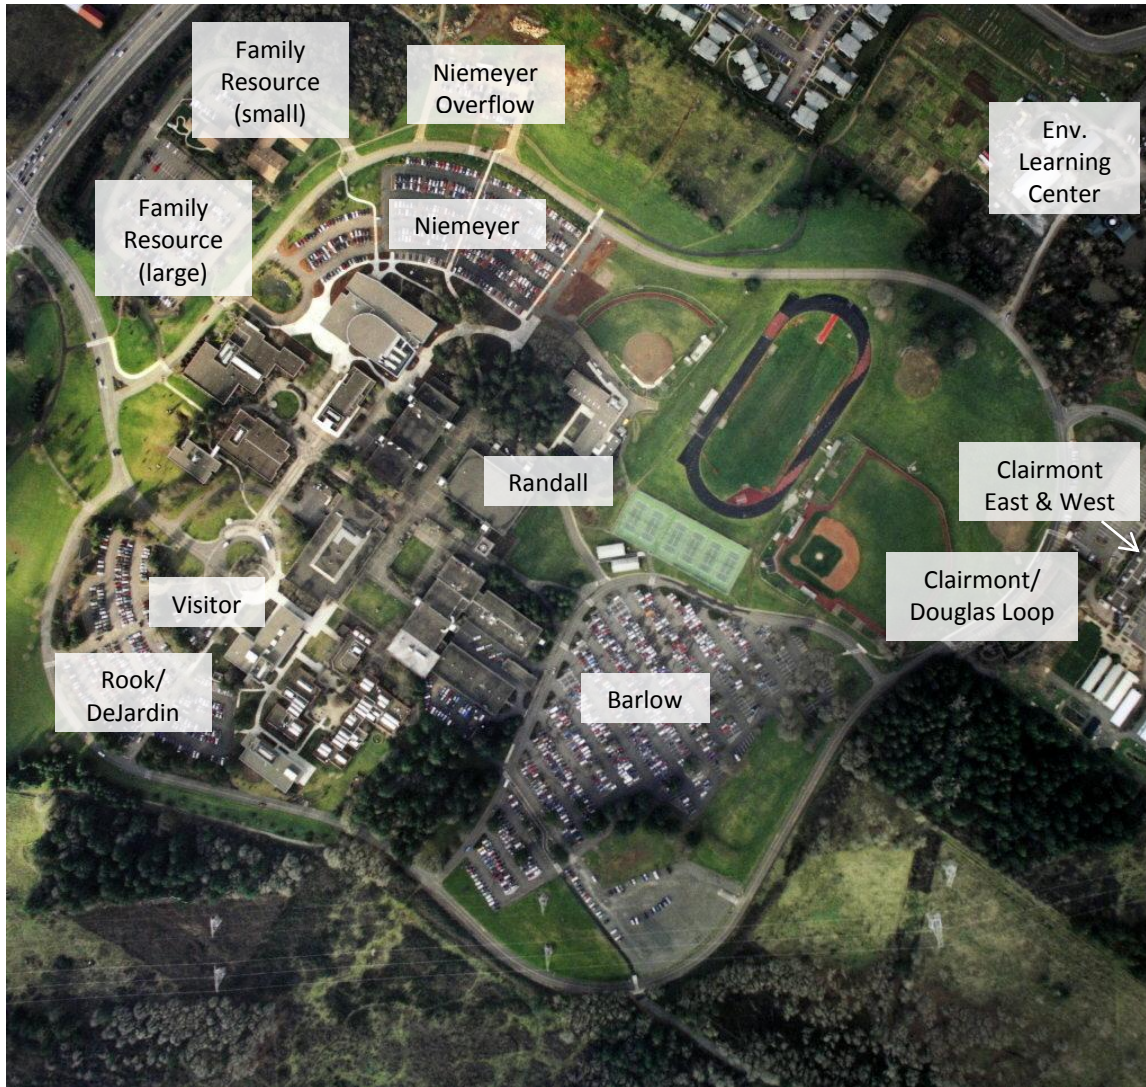 Family
Resource
(small)
Niemeyer
Overflow
Env.
Learning
Center
Family
Resource
(large)
Niemeyer
Randall
Clairmont
East & West
Visitor
Clairmont/
Douglas Loop
Rook/
DeJardin
Barlow